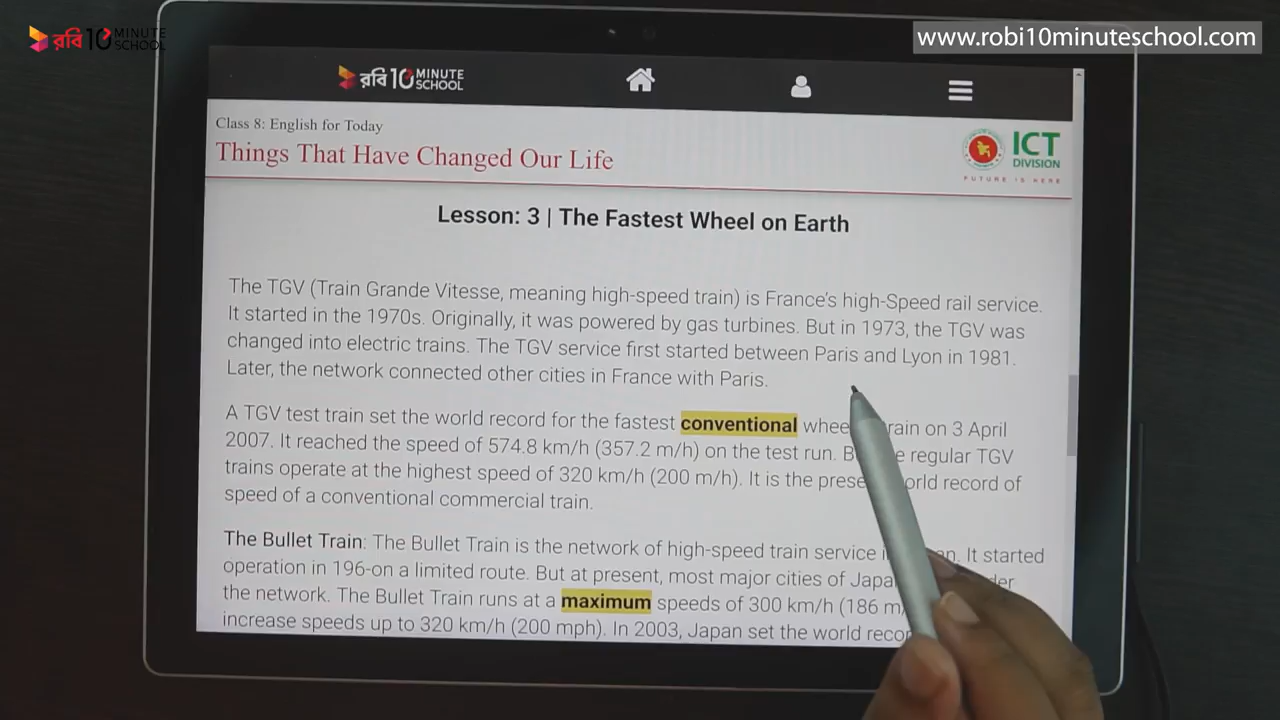 রবি 10 MINUTE SCHOOL
www.robi10minuteschool.com
রবি 10 MINUTE SCHOOL
Class 8: English for Today
Things That Have Changed Our Life
ICT
DIVISION
FUTURE IS HERE
Lesson: 3 | The Fastest Wheel on Earth
The TGV (Train Grande Vitesse, meaning high-speed train) is France's high-Speed rail service.
It started in the 1970s. Originally, it was powered by gas turbines. But in 1973, the TGV was
changed into electric trains. The TGV service first started between Paris and Lyon in 1981.
Later, the network connected other cities in France with Paris.
A TGV test train set the world record for the fastest conventional on 3 April
2007. It reached the speed of 574.8 km/h (357.2 m/h) on the test run. regular TGV
trains operate at the highest speed of 320 km/h (200 m/h). It is the record of
speed of a conventional commercial train.
The Bullet Train: The Bullet Train is the network of high-speed train service It started
operation in 196-on a limited route. But at present, most major cities of
the network. The Bullet Train runs at a maximum speeds of 300 km/h (186
increase speeds up to 320 km/h (200 mph). In 2003, Japan set the world